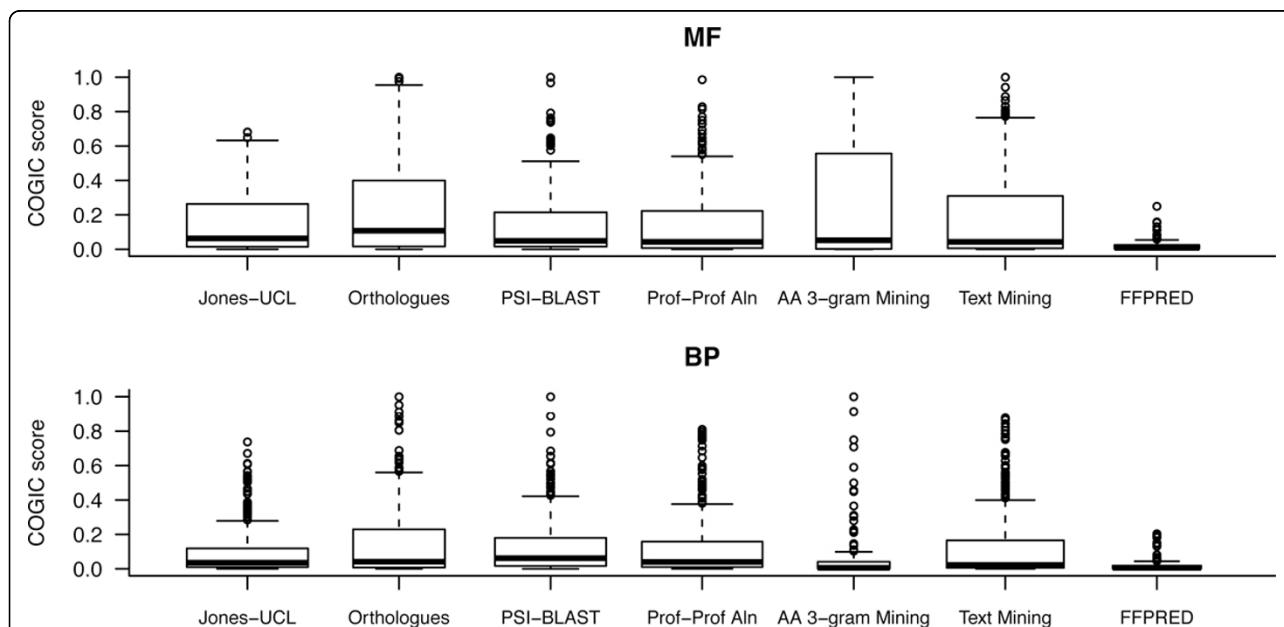 MF
COGIC score
1.0
0.8
0.6
0.4
0.2
0.0
Jones−UCL Orthologues PSI−BLAST Prof−Prof Aln AA 3−gram Mining Text Mining FFPRED
BP
COGIC score
1.0
0.8
0.6
0.4
0.2
0.0
Jones−UCL Orthologues PSI−BLAST Prof−Prof Aln AA 3−gram Mining Text Mining FFPRED